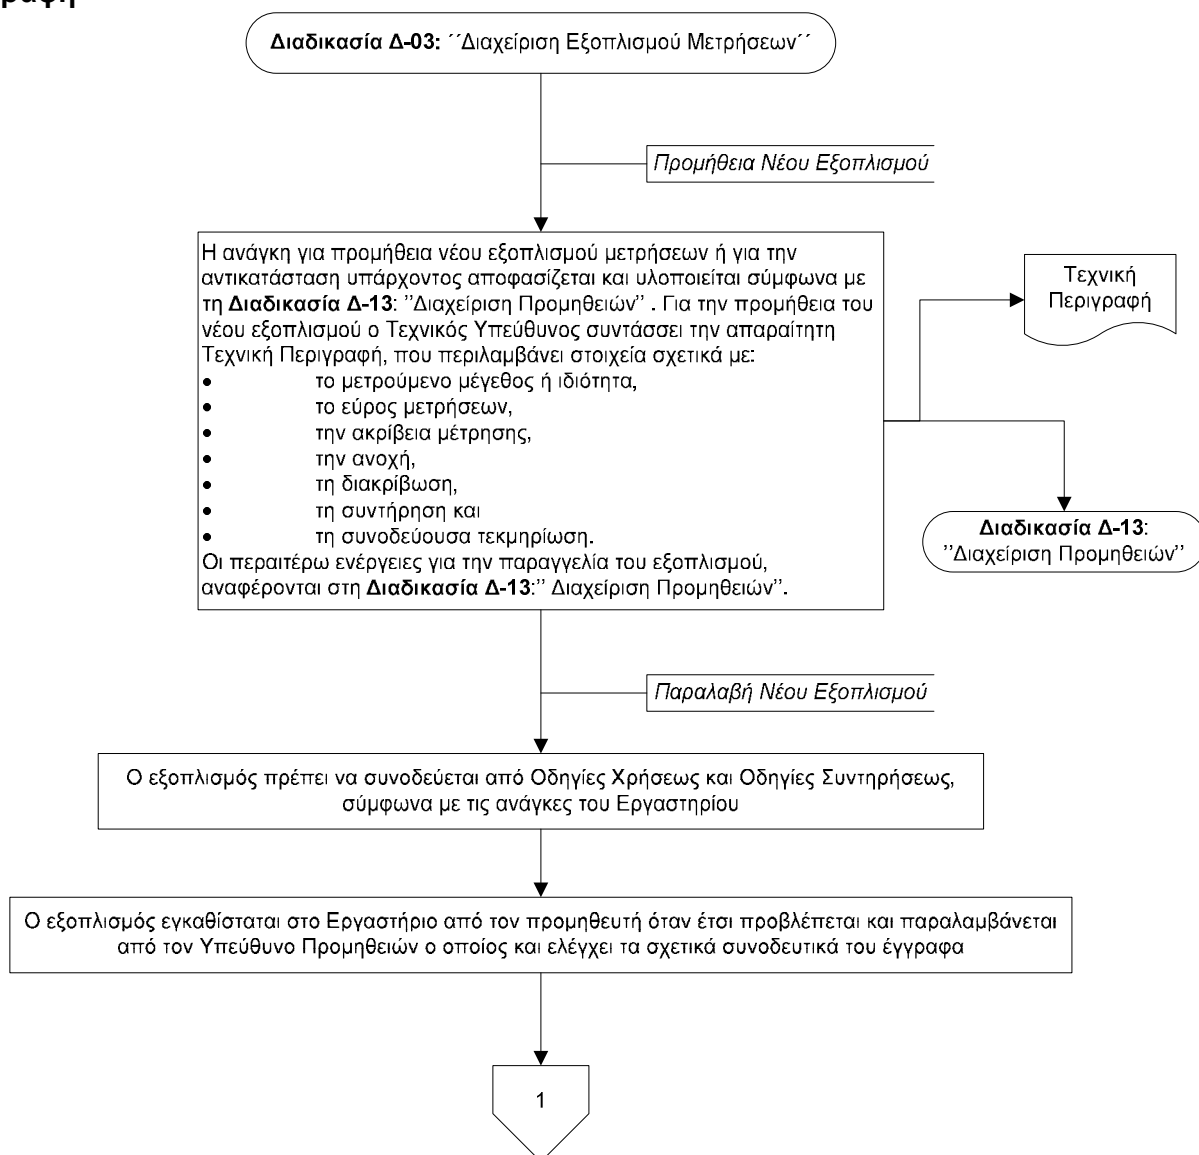 Διαδικασία Δ-03: ´´Διαχείριση Εξοπλισμού Μετρήσεων´´
Προμήθεια Νέου Εξοπλισμού
Η ανάγκη για προμήθεια νέου εξοπλισμού μετρήσεων ή για την
αντικατάσταση υπάρχοντος αποφασίζεται και υλοποιείται σύμφωνα με
τη Διαδικασία Δ-13: ’’Διαχείριση Προμηθειών’’ . Για την προμήθεια του
νέου εξοπλισμού ο Τεχνικός Υπεύθυνος συντάσσει την απαραίτητη
Τεχνική Περιγραφή, που περιλαμβάνει στοιχεία σχετικά με:
• το μετρούμενο μέγεθος ή ιδιότητα,
• το εύρος μετρήσεων,
• την ακρίβεια μέτρησης,
• την ανοχή,
• τη διακρίβωση,
• τη συντήρηση και
• τη συνοδεύουσα τεκμηρίωση.
Οι περαιτέρω ενέργειες για την παραγγελία του εξοπλισμού,
αναφέρονται στη Διαδικασία Δ-13:’’ Διαχείριση Προμηθειών’’.
Τεχνική
Περιγραφή
Διαδικασία Δ-13:
’’Διαχείριση Προμηθειών’’
Παραλαβή Νέου Εξοπλισμού
Ο εξοπλισμός πρέπει να συνοδεύεται από Οδηγίες Χρήσεως και Οδηγίες Συντηρήσεως,
σύμφωνα με τις ανάγκες του Εργαστηρίου
Ο εξοπλισμός εγκαθίσταται στο Εργαστήριο από τον προμηθευτή όταν έτσι προβλέπεται και παραλαμβάνεται
από τον Υπεύθυνο Προμηθειών ο οποίος και ελέγχει τα σχετικά συνοδευτικά του έγγραφα
1